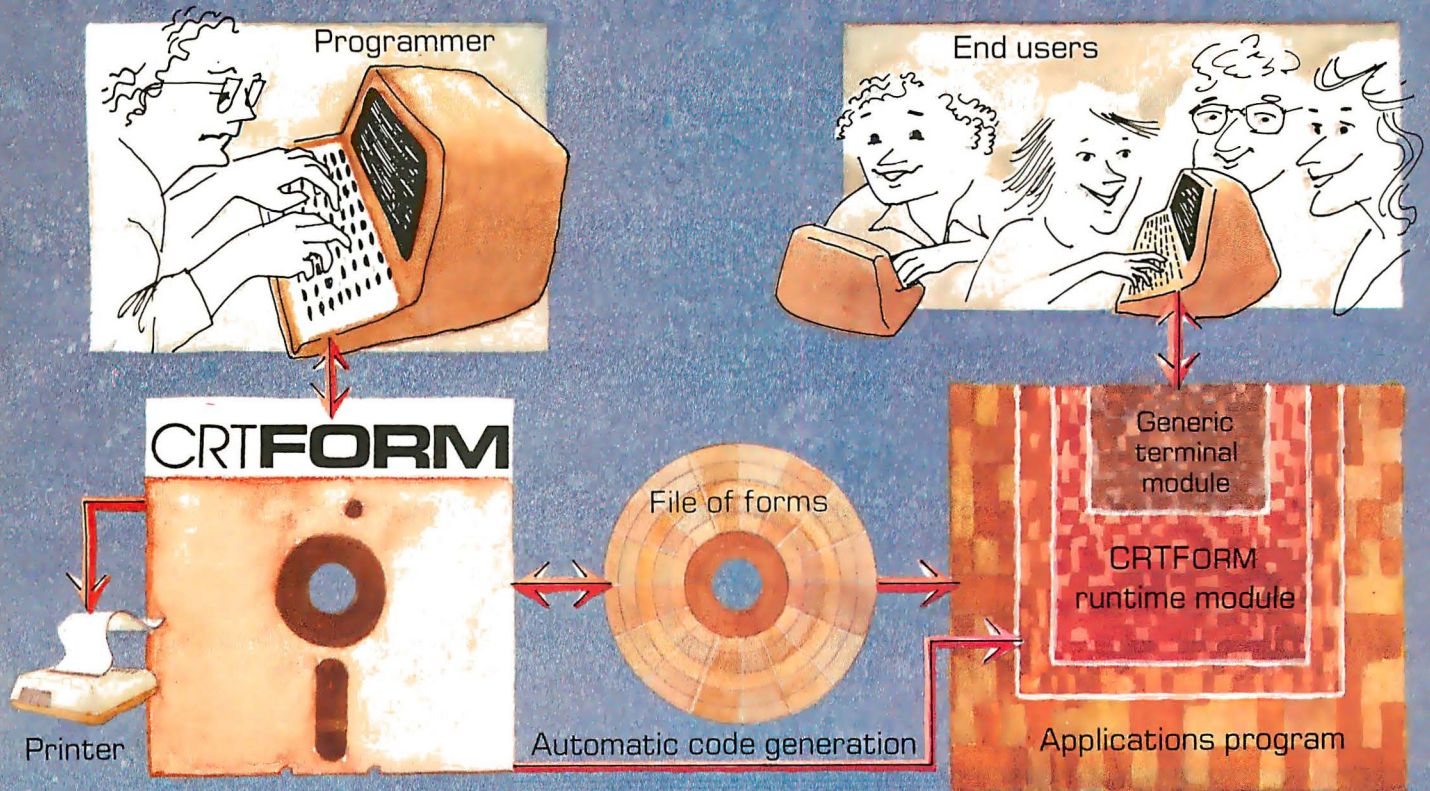 Programmer
End users
CRTFORM
File of forms
Generic
terminal
module
CRTFORM
runtime module
Printer
Automatic code generation
Applications program